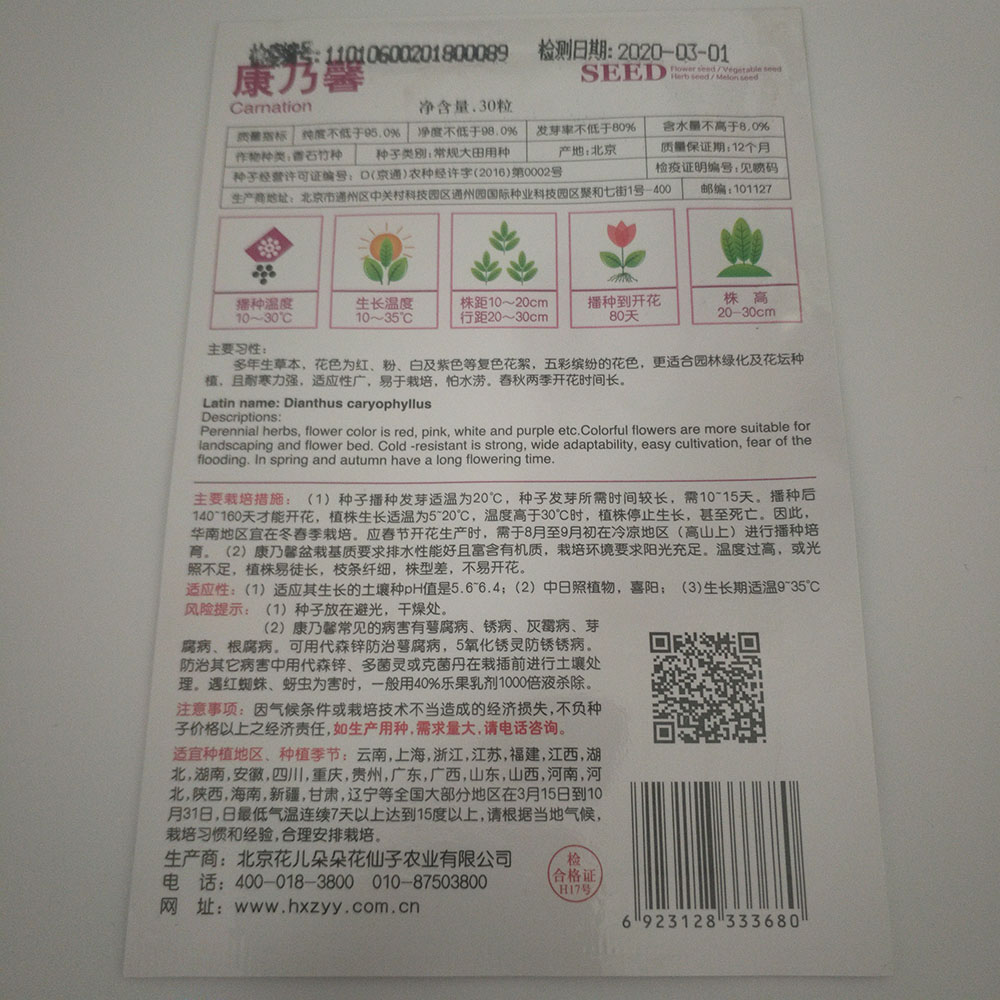 11010600201800089 检测日期: 2020-03-01
康乃馨
Carnation
净含量.30粒
SEED Flower seed / Vegetable seed
Herb seed / Melon seed
质量指标 纯度不低于95.0% 净度不低于98.0% 发芽率不低于80% 含水量不高于8.0%
作物种类:香石竹种 种子类别:常规大田用种 产地:北京 质量保证期:12个月
种子经营许可证编号: D(京通)农种经许字(2016)第0002号 检疫证明编号:见喷码
生产商地址: 北京市通州区中关村科技园区通州园国际种业科技园区聚和七街1号-400 邮编:101127
播种温度
10～30℃
生长温度
10～35℃
株距10～20cm
行距20～30cm
播种到开花
80天
株 高
20-30cm
主要习性:
多年生草本，花色为红、粉、白及紫色等复色花絮，五彩缤纷的花色，更适合园林绿化及花坛种
植，且耐寒力强，适应性广，易于栽培，怕水涝。春秋两季开花时间长。
Latin name: Dianthus caryophyllus
Descriptions:
Perennial herbs, flower color is red, pink, white and purple etc.Colorful flowers are more suitable for
landscaping and flower bed. Cold -resistant is strong, wide adaptability, easy cultivation, fear of the
flooding. In spring and autumn have a long flowering time.
主要栽培措施：（1）种子播种发芽适温为20℃，种子发芽所需时间较长，需10~15天。播种后
140~160天才能开花，植株生长适温为5~20℃，温度高于30℃时，植株停止生长，甚至死亡。因此，
华南地区宜在冬春季栽培。应春节开花生产时，需于8月至9月初在冷凉地区（高山上）进行播种培
育。（2）康乃馨盆栽基质要求排水性能好且富含有机质，栽培环境要求阳光充足。温度过高，或光
照不足，植株易徒长，枝条纤细，株型差，不易开花。
适应性:（1）适应其生长的土壤种pH值是5.6~6.4;（2）中日照植物，喜阳;（3)生长期适温9~35℃
风险提示：（1）种子放在避光，干燥处。
（2）康乃馨常见的病害有萼腐病、锈病、灰霉病、芽
腐病、根腐病。可用代森锌防治萼腐病，5氧化锈灵防锈锈病。
防治其它病害中用代森锌、多菌灵或克菌丹在栽插前进行土壤处
理。遇红蜘蛛、蚜虫为害时，一般用40%乐果乳剂1000倍液杀除。
注意事项：因气候条件或栽培技术不当造成的经济损失,不负种
子价格以上之经济责任,如生产用种,需求量大,请电话咨询。
适宜种植地区、种植季节：云南,上海,浙江,江苏,福建,江西,湖
北,湖南,安徽,四川,重庆,贵州,广东,广西,山东,山西,河南,河
北,陕西,海南,新疆,甘肃,辽宁等全国大部分地区在3月15日到10
月31日,日最低气温连续7天以上达到15度以上,请根据当地气候,
栽培习惯和经验,合理安排栽培。
生产商：北京花儿朵朵花仙子农业有限公司
电 话：400-018-3800 010-87503800
网 址：www.hxzyy.com.cn
检
合格证
H17号
6 923128 333680